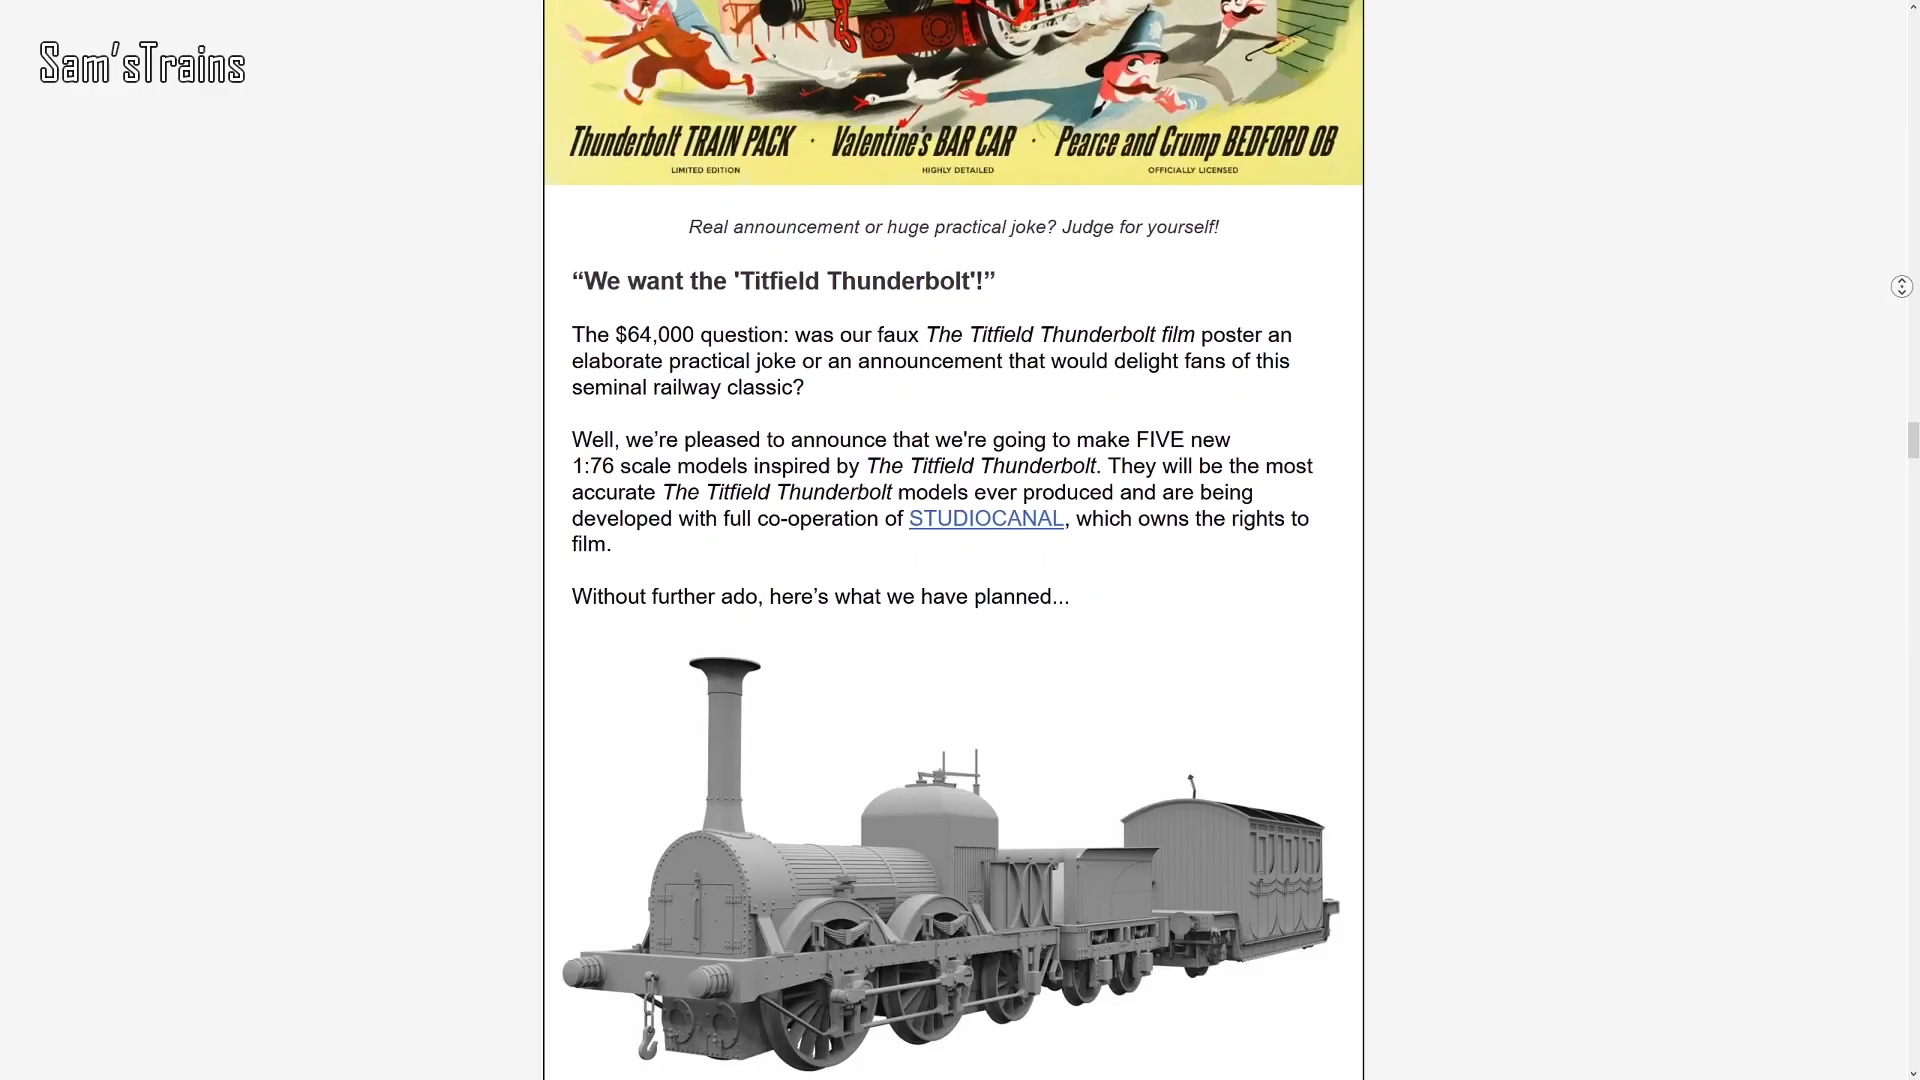 Sam'sTrains
Thunderbolt TRAIN PACK · Valentine's BAR CAR · Pearce and Crump BEDFORD OB
LIMITED EDITION HIGHLY DETAILED OFFICIALLY LICENSED
Real announcement or huge practical joke? Judge for yourself!
“We want the 'Titfield Thunderbolt'!”
The $64,000 question: was our faux The Titfield Thunderbolt film poster an
elaborate practical joke or an announcement that would delight fans of this
seminal railway classic?
Well, we’re pleased to announce that we're going to make FIVE new
1:76 scale models inspired by The Titfield Thunderbolt. They will be the most
accurate The Titfield Thunderbolt models ever produced and are being
developed with full co-operation of STUDIOCANAL, which owns the rights to
film.
Without further ado, here’s what we have planned...